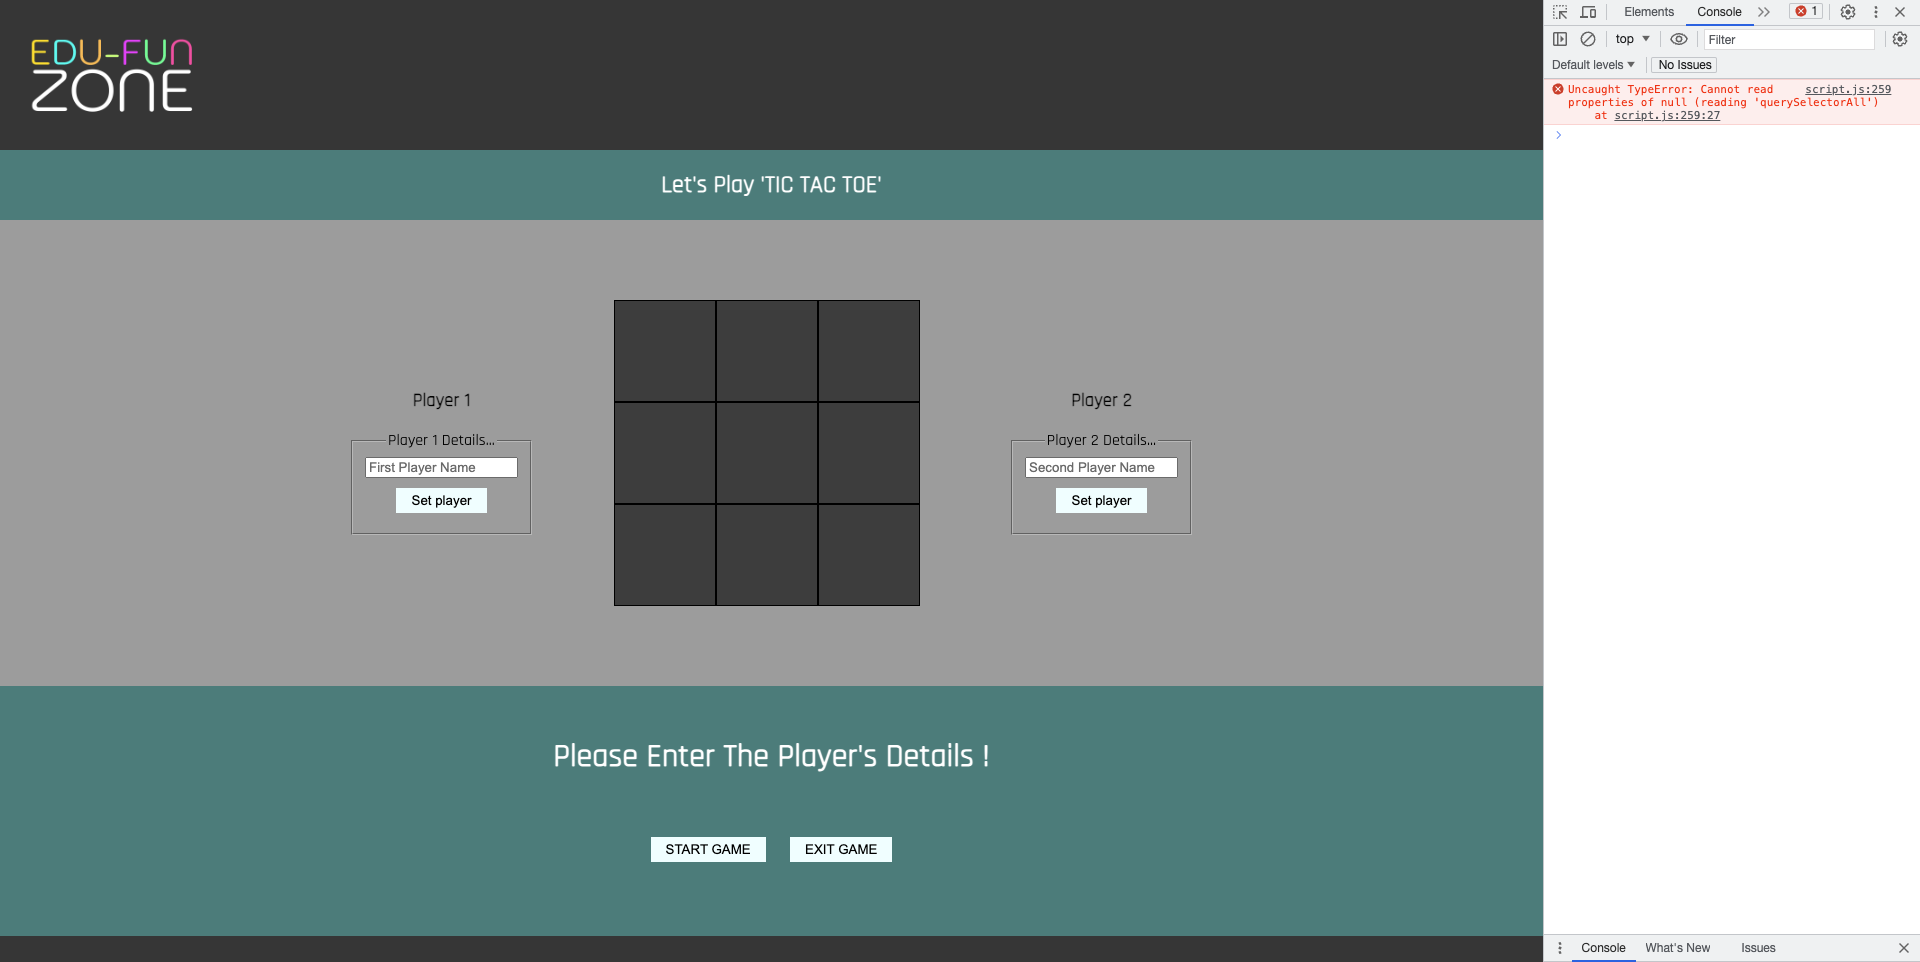 EDU-FUN
ZONE
Let's Play 'TIC TAC TOE'
Player 1
Player 1 Details...
First Player Name
Set player
Player 2
Player 2 Details...
Second Player Name
Set player
Please Enter The Player's Details !
START GAME
EXIT GAME
Elements
Console
1
top
Filter
Default levels
No Issues
Uncaught TypeError: Cannot read script.js:259
properties of null (reading 'querySelectorAll')
at script.js:259:27
Console
What's New
Issues